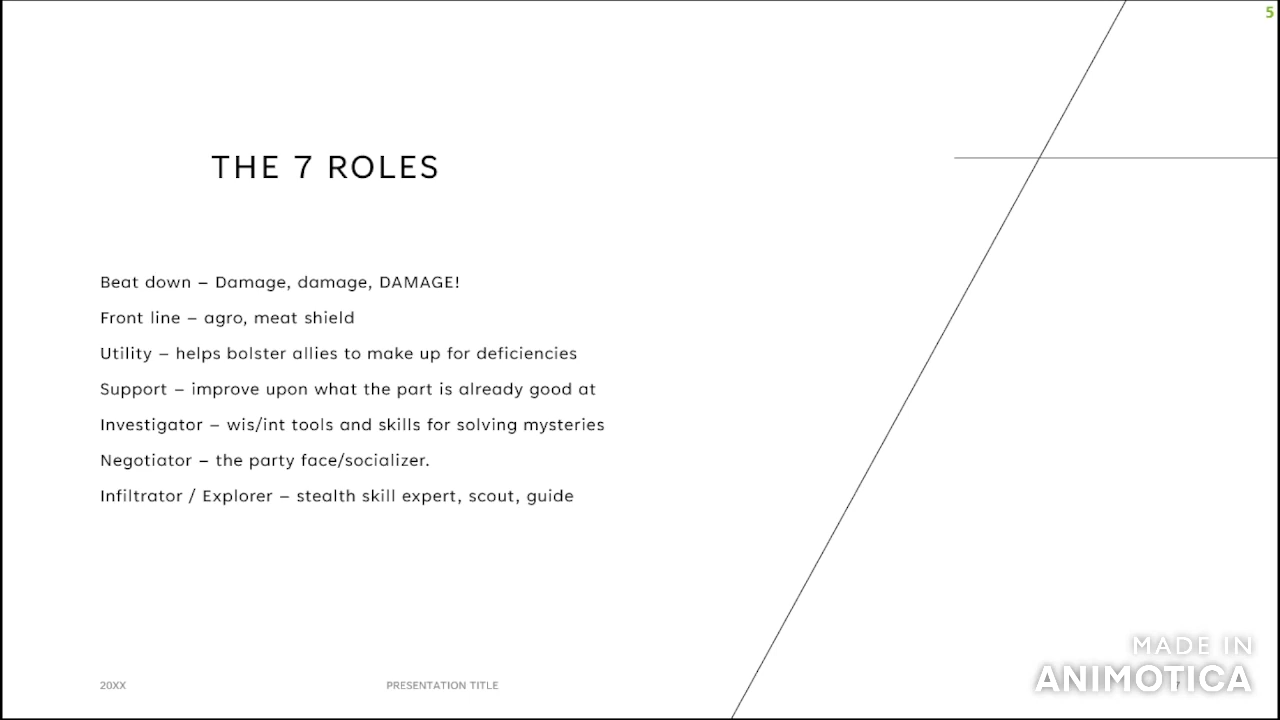 5
THE 7 ROLES
Beat down – Damage, damage, DAMAGE!
Front line – agro, meat shield
Utility – helps bolster allies to make up for deficiencies
Support – improve upon what the part is already good at
Investigator – wis/int tools and skills for solving mysteries
Negotiator – the party face/socializer.
Infiltrator / Explorer – stealth skill expert, scout, guide
20XX
PRESENTATION TITLE
MADE IN
ANIMOTICA